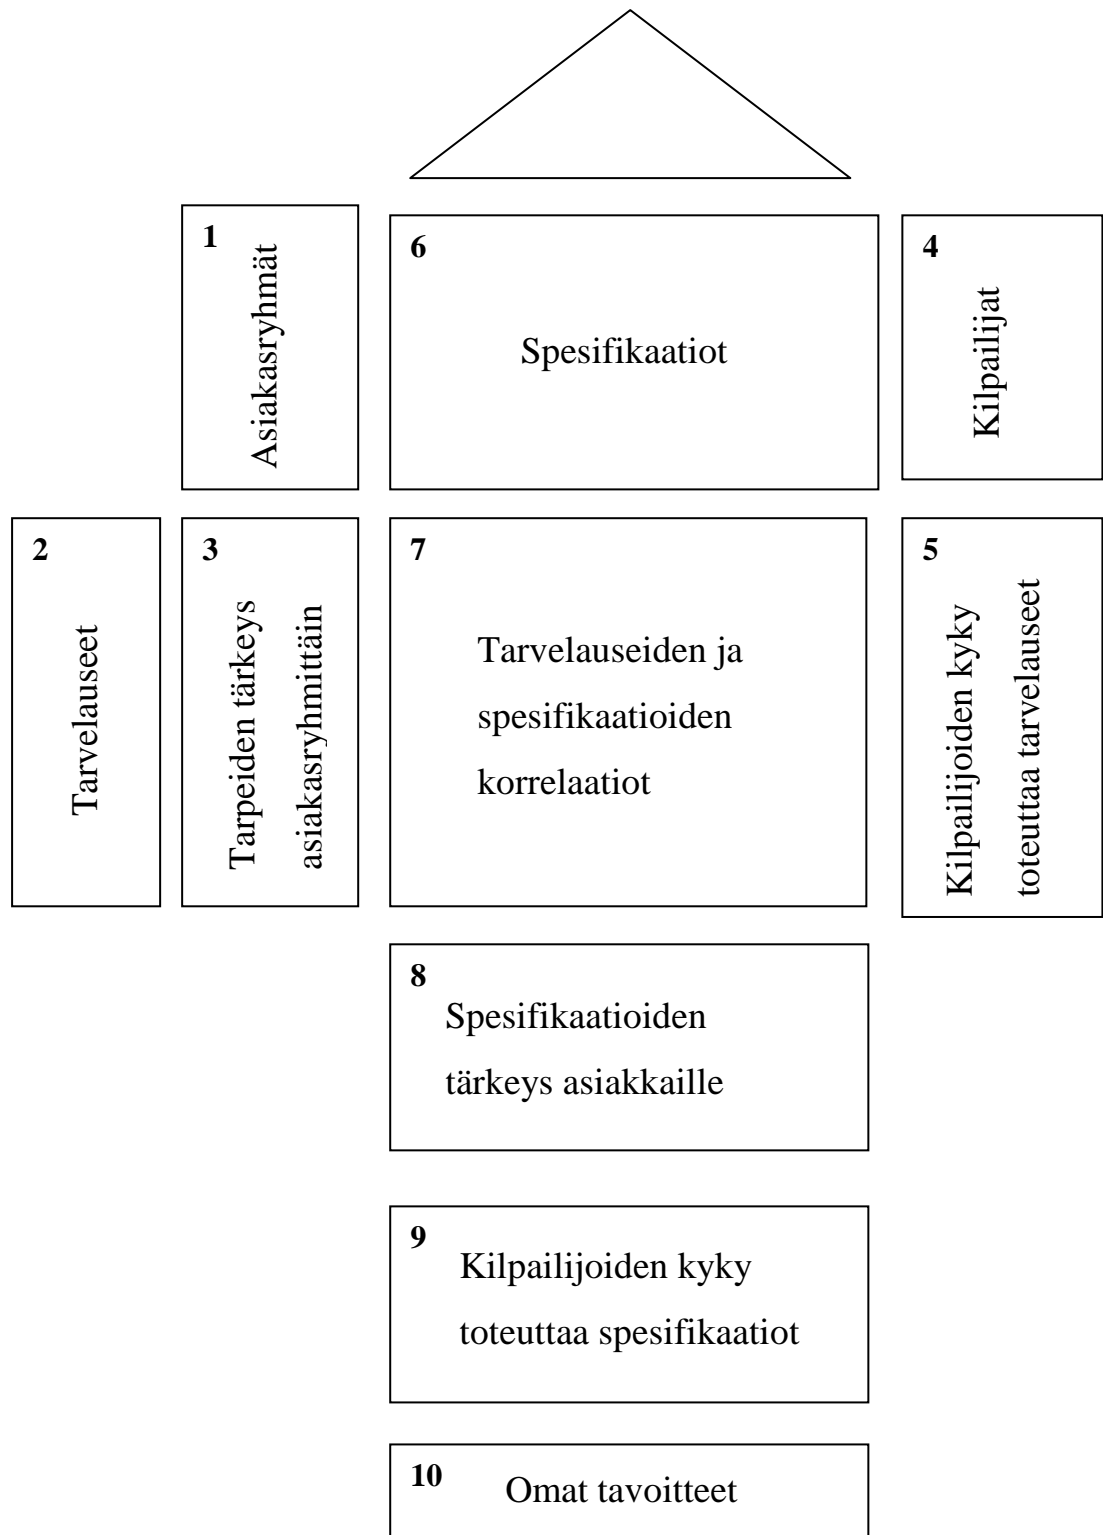 1
Asiakasryhmät
6
Spesifikaatiot
4
Kilpailijat
2
Tarvelauseet
3
Tarpeiden tärkeys
asiakasryhmittäin
7
Tarvelauseiden ja
spesifikaatioiden
korrelaatiot
5
Kilpailijoiden kyky
toteuttaa tarvelauseet
8
Spesifikaatioiden
tärkeys asiakkaille
9
Kilpailijoiden kyky
toteuttaa spesifikaatiot
10
Omat tavoitteet